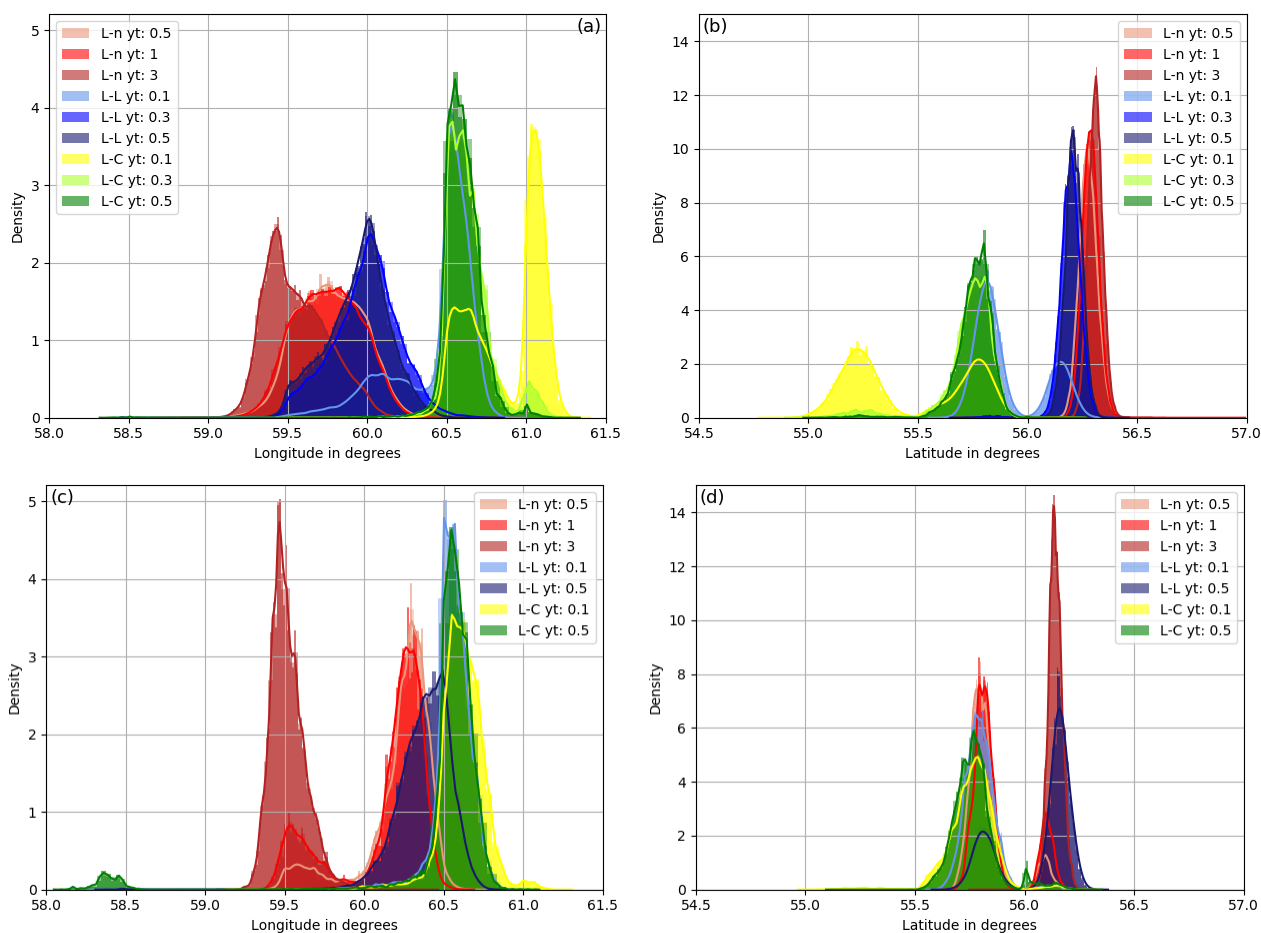 (a)
L-n yt: 0.5
L-n yt: 1
L-n yt: 3
L-L yt: 0.1
L-L yt: 0.3
L-L yt: 0.5
L-C yt: 0.1
L-C yt: 0.3
L-C yt: 0.5
5
4
3
2
1
0
Density
58.0 58.5 59.0 59.5 60.0 60.5 61.0 61.5
Longitude in degrees
(b)
L-n yt: 0.5
L-n yt: 1
L-n yt: 3
L-L yt: 0.1
L-L yt: 0.3
L-L yt: 0.5
L-C yt: 0.1
L-C yt: 0.3
L-C yt: 0.5
14
12
10
8
6
4
2
0
Density
54.5 55.0 55.5 56.0 56.5 57.0
Latitude in degrees
(c)
L-n yt: 0.5
L-n yt: 1
L-n yt: 3
L-L yt: 0.1
L-L yt: 0.5
L-C yt: 0.1
L-C yt: 0.5
5
4
3
2
1
0
Density
58.0 58.5 59.0 59.5 60.0 60.5 61.0 61.5
Longitude in degrees
(d)
L-n yt: 0.5
L-n yt: 1
L-n yt: 3
L-L yt: 0.1
L-L yt: 0.5
L-C yt: 0.1
L-C yt: 0.5
14
12
10
8
6
4
2
0
Density
54.5 55.0 55.5 56.0 56.5 57.0
Latitude in degrees